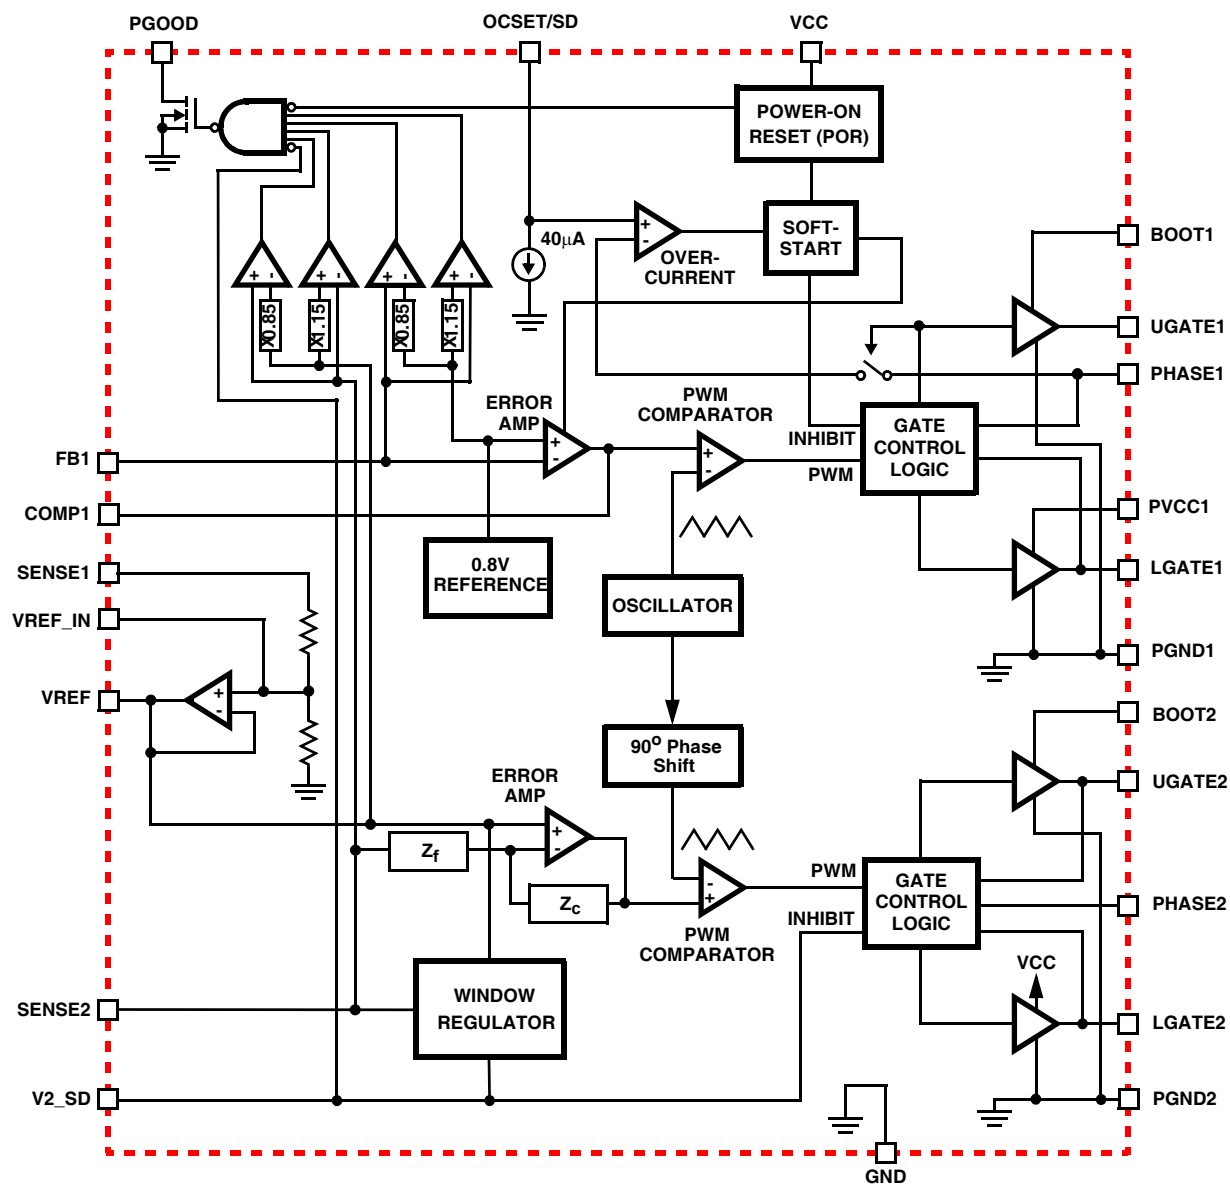 PGOOD
OCSET/SD
VCC
POWER-ON
RESET (POR)
SOFT-
START
40µA
+
-
OVER-
CURRENT
+ -
+ -
+ -
+ -
X0.85
X1.15
X0.85
X1.15
BOOT1
UGATE1
PHASE1
ERROR
AMP
+
-
PWM
COMPARATOR
+
-
INHIBIT
PWM
GATE
CONTROL
LOGIC
FB1
COMP1
PVCC1
LGATE1
PGND1
0.8V
REFERENCE
OSCILLATOR
SENSE1
VREF_IN
VREF
+
-
90o Phase
Shift
BOOT2
UGATE2
PHASE2
ERROR
AMP
+
-
Zf
Zc
-
+
PWM
COMPARATOR
PWM
INHIBIT
GATE
CONTROL
LOGIC
VCC
WINDOW
REGULATOR
SENSE2
LGATE2
V2_SD
PGND2
GND